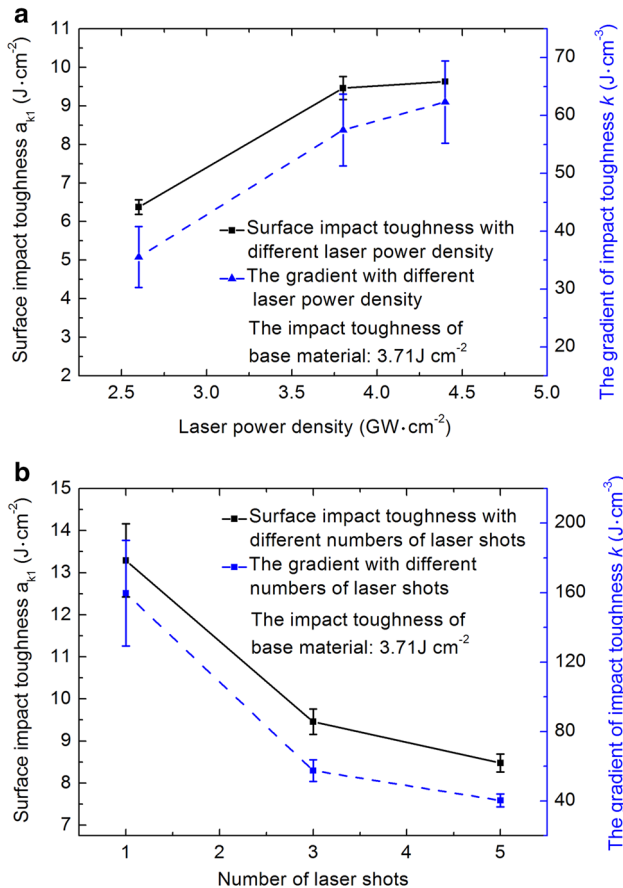 a
Surface impact toughness a_k1 (J·cm⁻²)
11
10
9
8
7
6
5
4
3
2
70
60
50
40
30
20
The gradient of impact toughness k (J·cm⁻³)
Surface impact toughness with
different laser power density
The gradient with different
laser power density
The impact toughness of
base material: 3.71J cm⁻²
2.5 3.0 3.5 4.0 4.5 5.0
Laser power density (GW·cm⁻²)
b
Surface impact toughness a_k1 (J·cm⁻²)
15
14
13
12
11
10
9
8
7
200
160
120
80
40
The gradient of impact toughness k (J·cm⁻³)
Surface impact toughness with
different numbers of laser shots
The gradient with different
numbers of laser shots
The impact toughness of
base material: 3.71J cm⁻²
1 2 3 4 5
Number of laser shots